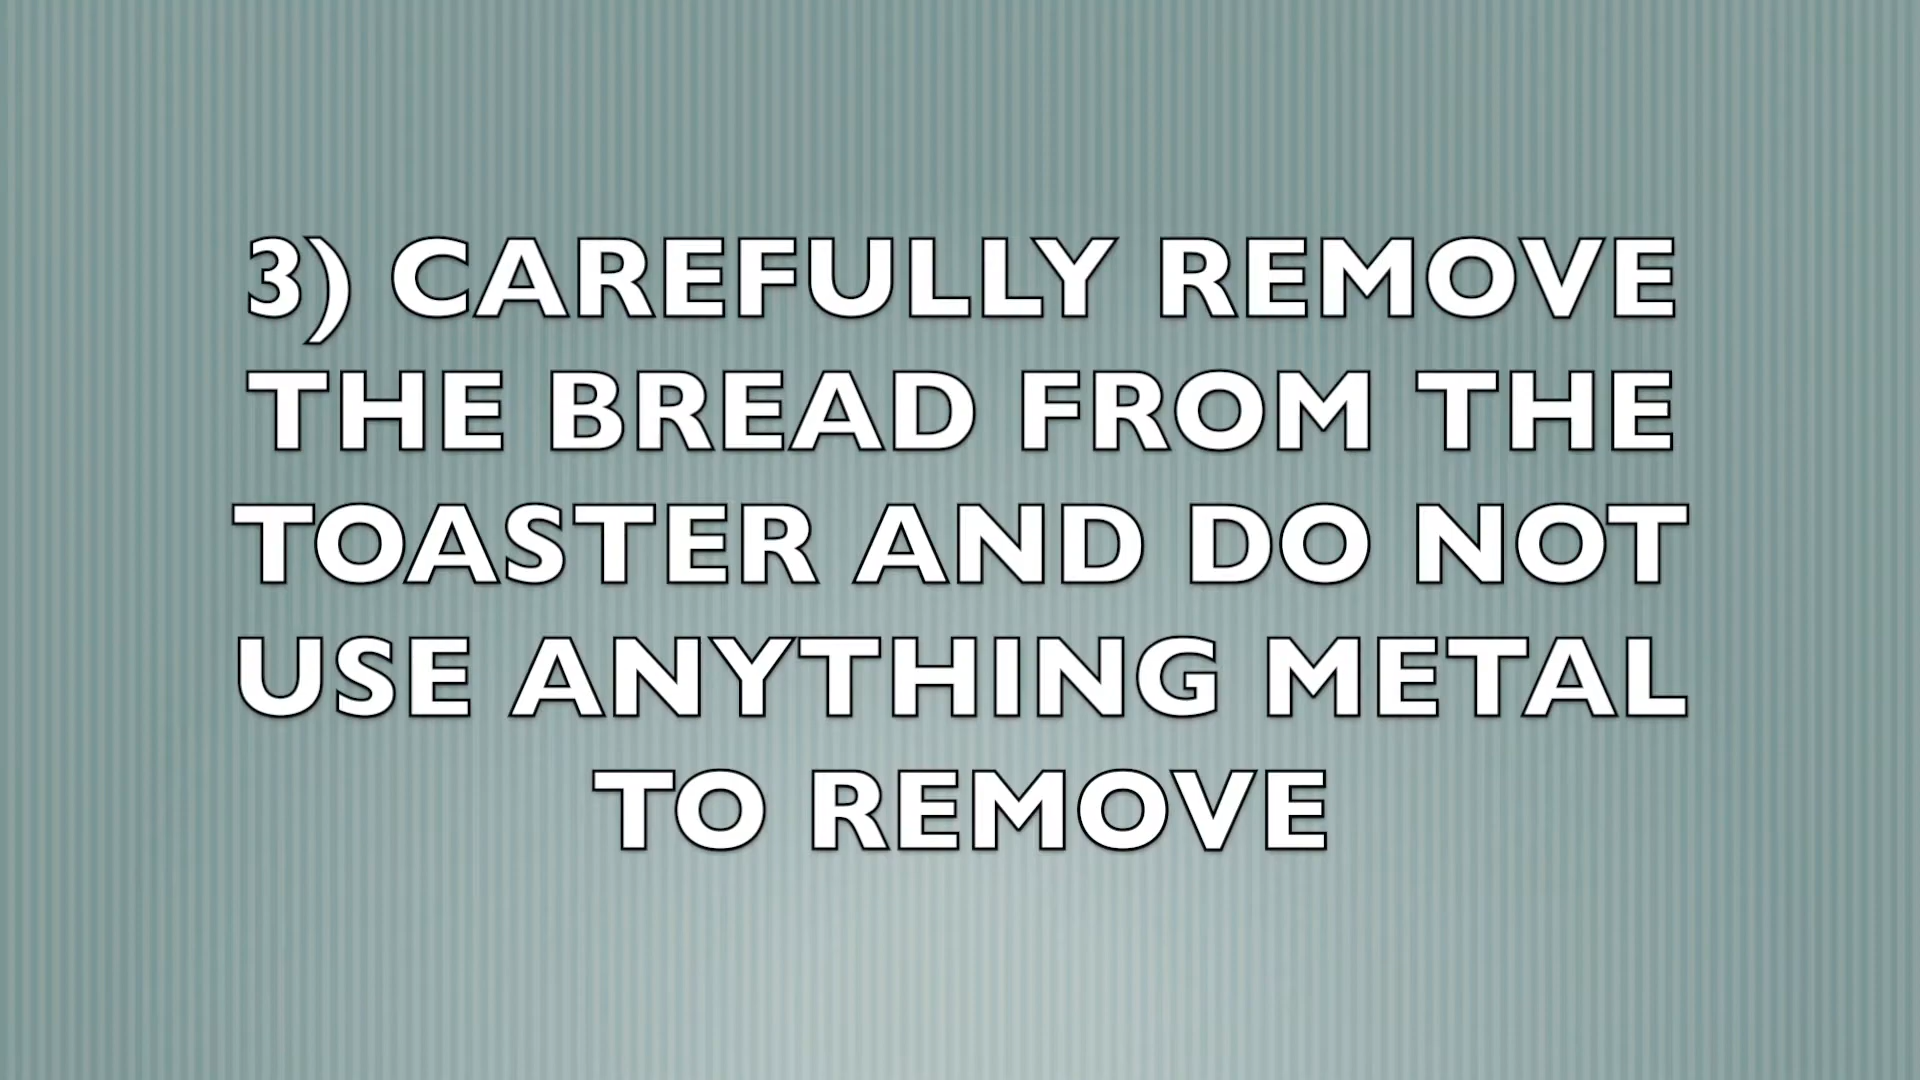 3) CAREFULLY REMOVE
THE BREAD FROM THE
TOASTER AND DO NOT
USE ANYTHING METAL
TO REMOVE